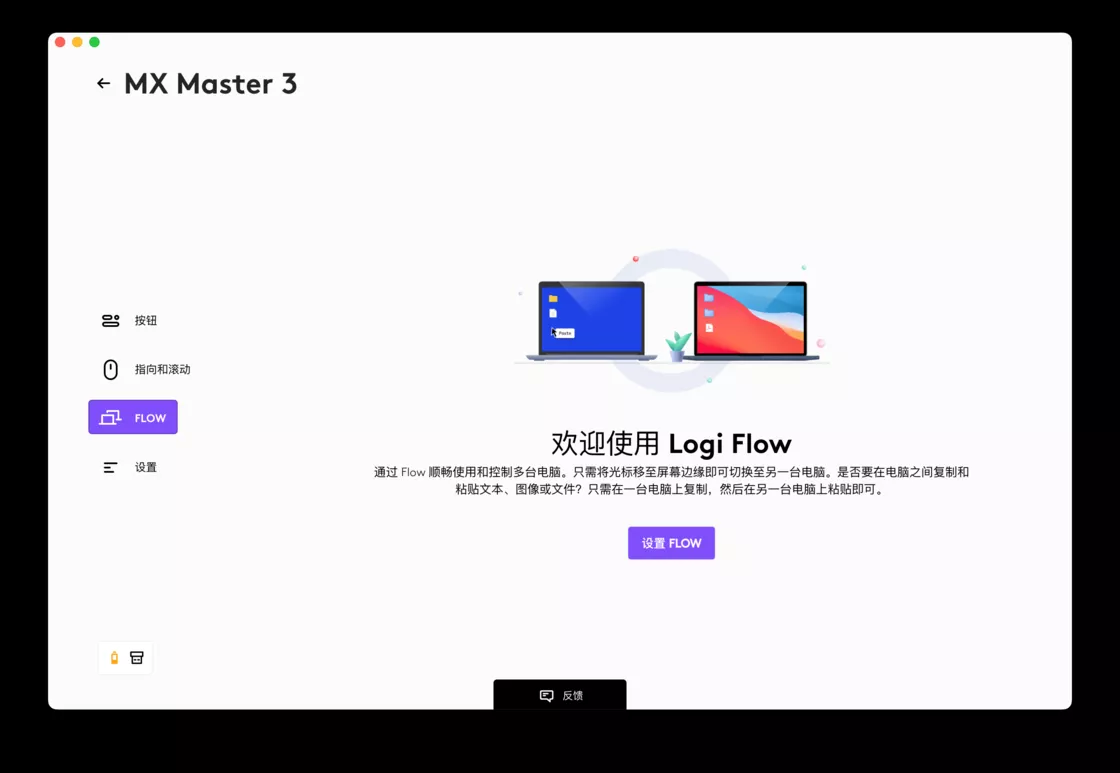 MX Master 3
Paste
按钮
指向和滚动
FLOW
设置
欢迎使用 Logi Flow
通过 Flow 顺畅使用和控制多台电脑。只需将光标移至屏幕边缘即可切换至另一台电脑。是否要在电脑之间复制和
粘贴文本、图像或文件？只需在一台电脑上复制，然后在另一台电脑上粘贴即可。
设置 FLOW
反馈